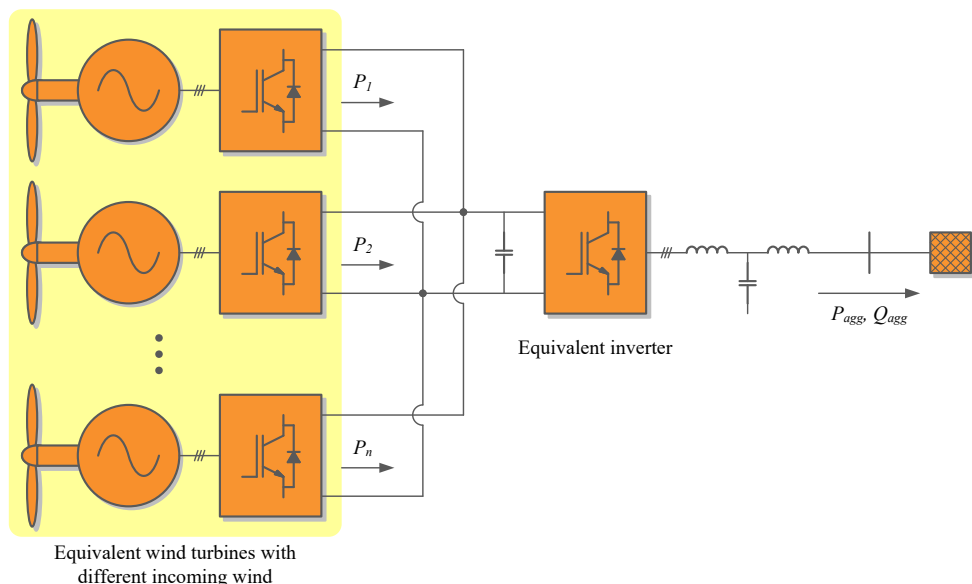 P1
P2
Pn
Equivalent inverter
Pagg, Qagg
Equivalent wind turbines with
different incoming wind